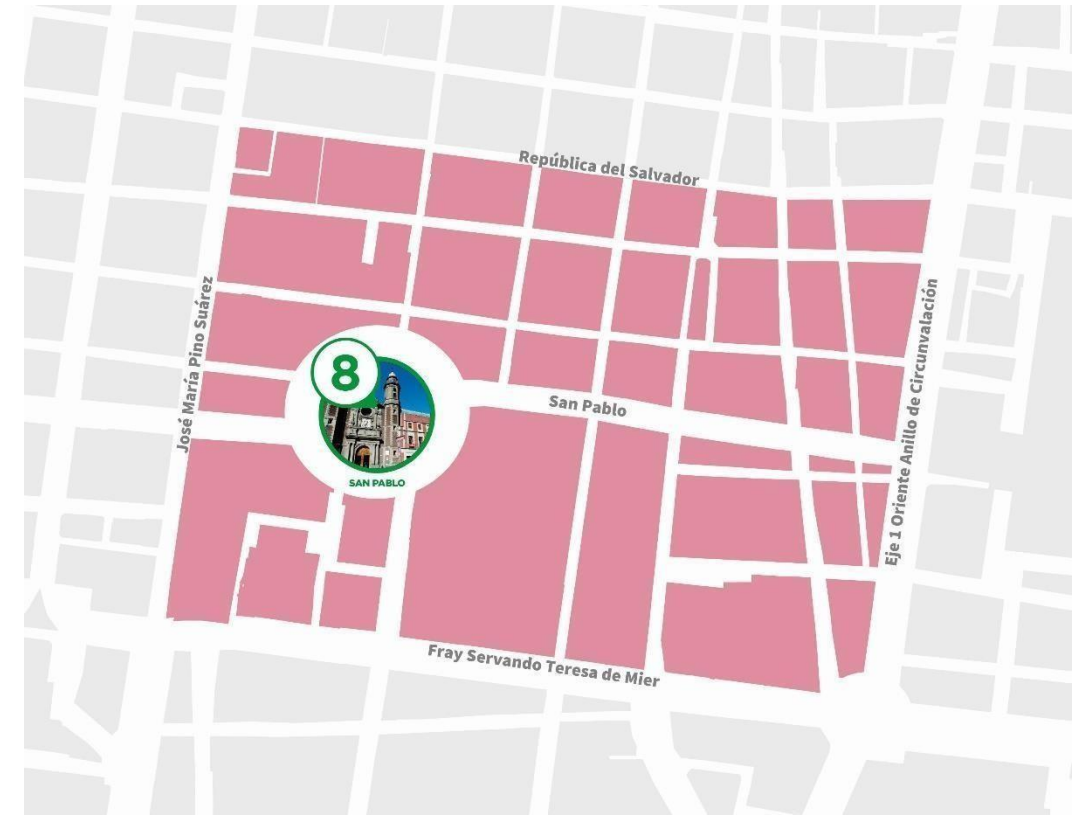 República del Salvador
José María Pino Suárez
8
San Pablo
SAN PABLO
Eje 1 Oriente Anillo de Circunvalación
Fray Servando Teresa de Mier